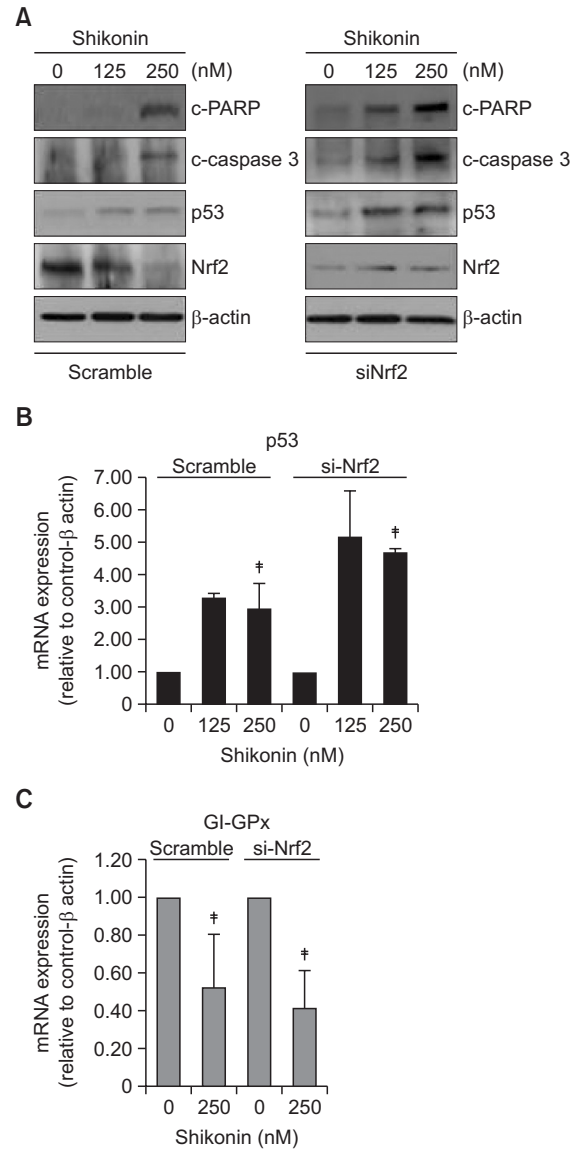 A
Shikonin
0 125 250 (nM)
c-PARP
c-caspase 3
p53
Nrf2
β-actin
Scramble
Shikonin
0 125 250 (nM)
c-PARP
c-caspase 3
p53
Nrf2
β-actin
siNrf2
B
p53
Scramble si-Nrf2
mRNA expression
(relative to control-β actin)
7.00
6.00
5.00
4.00
3.00
2.00
1.00
0
ǂ ǂ
0 125 250 0 125 250
Shikonin (nM)
C
GI-GPx
Scramble si-Nrf2
mRNA expression
(relative to control-β actin)
1.20
1.00
0.80
0.60
0.40
0.20
0
ǂ ǂ
0 250 0 250
Shikonin (nM)